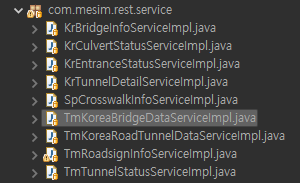 com.mesim.rest.service
KrBridgeInfoServiceImpl.java
KrCulvertStatusServiceImpl.java
KrEntranceStatusServiceImpl.java
KrTunnelDetailServiceImpl.java
SpCrosswalkInfoServiceImpl.java
TmKoreaBridgeDataServiceImpl.java
TmKoreaRoadTunnelDataServiceImpl.java
TmRoadsignInfoServiceImpl.java
TmTunnelStatusServiceImpl.java